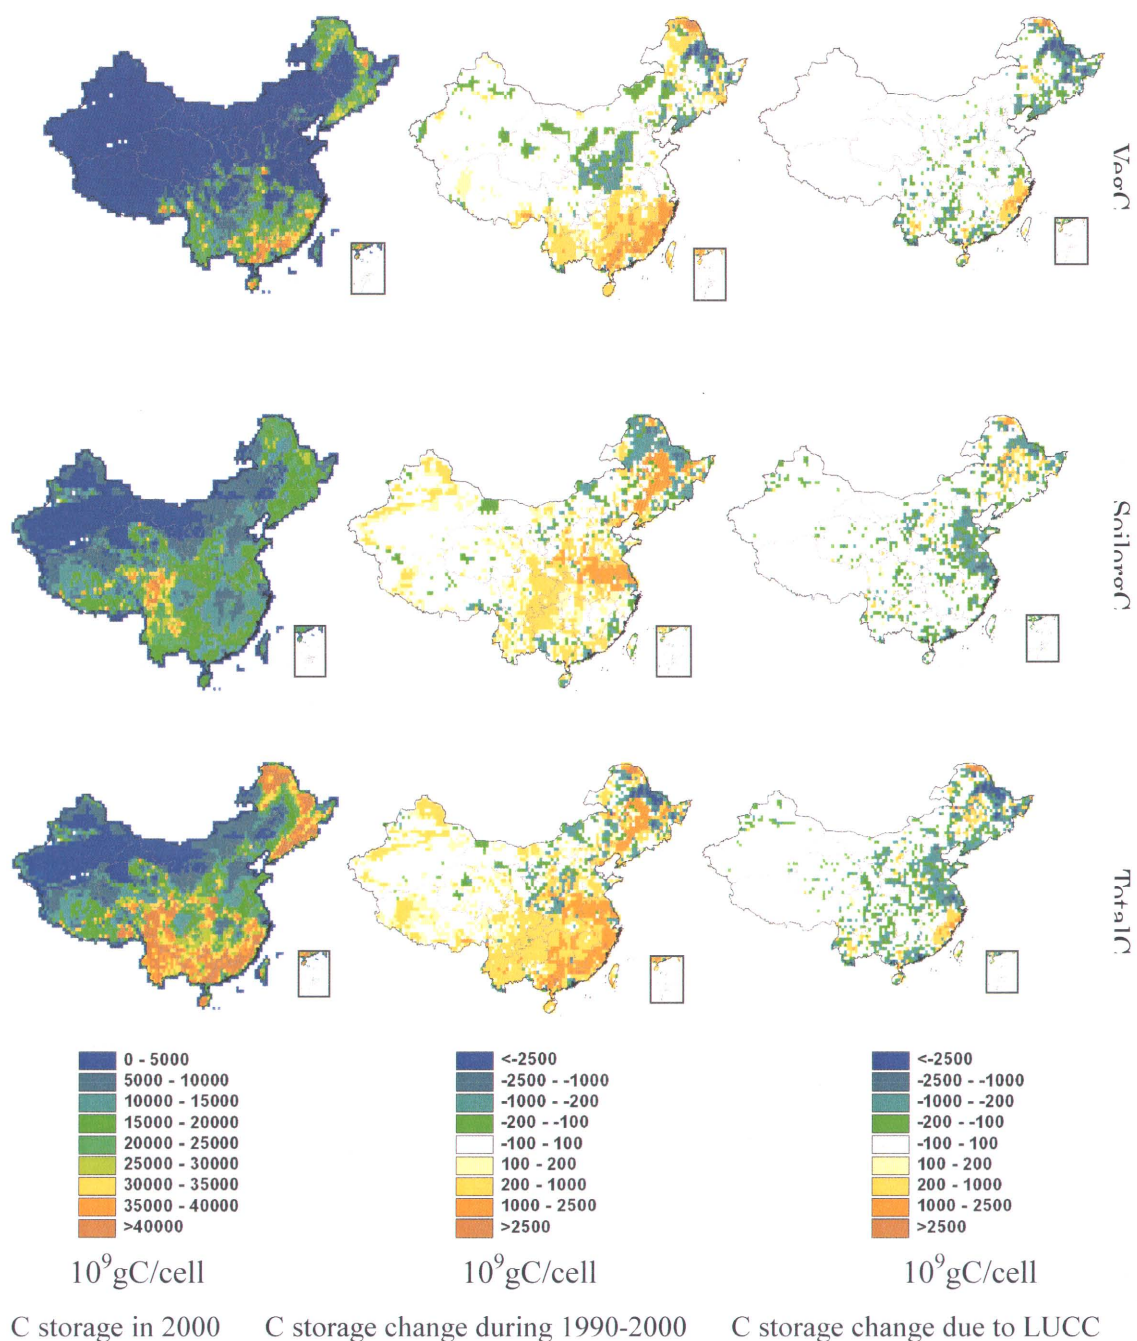 VegC
SoilorgC
TotalC
0 - 5000
5000 - 10000
10000 - 15000
15000 - 20000
20000 - 25000
25000 - 30000
30000 - 35000
35000 - 40000
>40000
10⁹gC/cell
<-2500
-2500 - -1000
-1000 - -200
-200 - -100
-100 - 100
100 - 200
200 - 1000
1000 - 2500
>2500
10⁹gC/cell
<-2500
-2500 - -1000
-1000 - -200
-200 - -100
-100 - 100
100 - 200
200 - 1000
1000 - 2500
>2500
10⁹gC/cell
C storage in 2000
C storage change during 1990-2000
C storage change due to LUCC